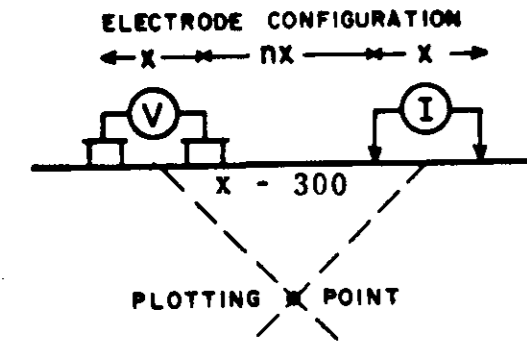 ELECTRODE CONFIGURATION
x nx x
V I
x - 300
PLOTTING POINT